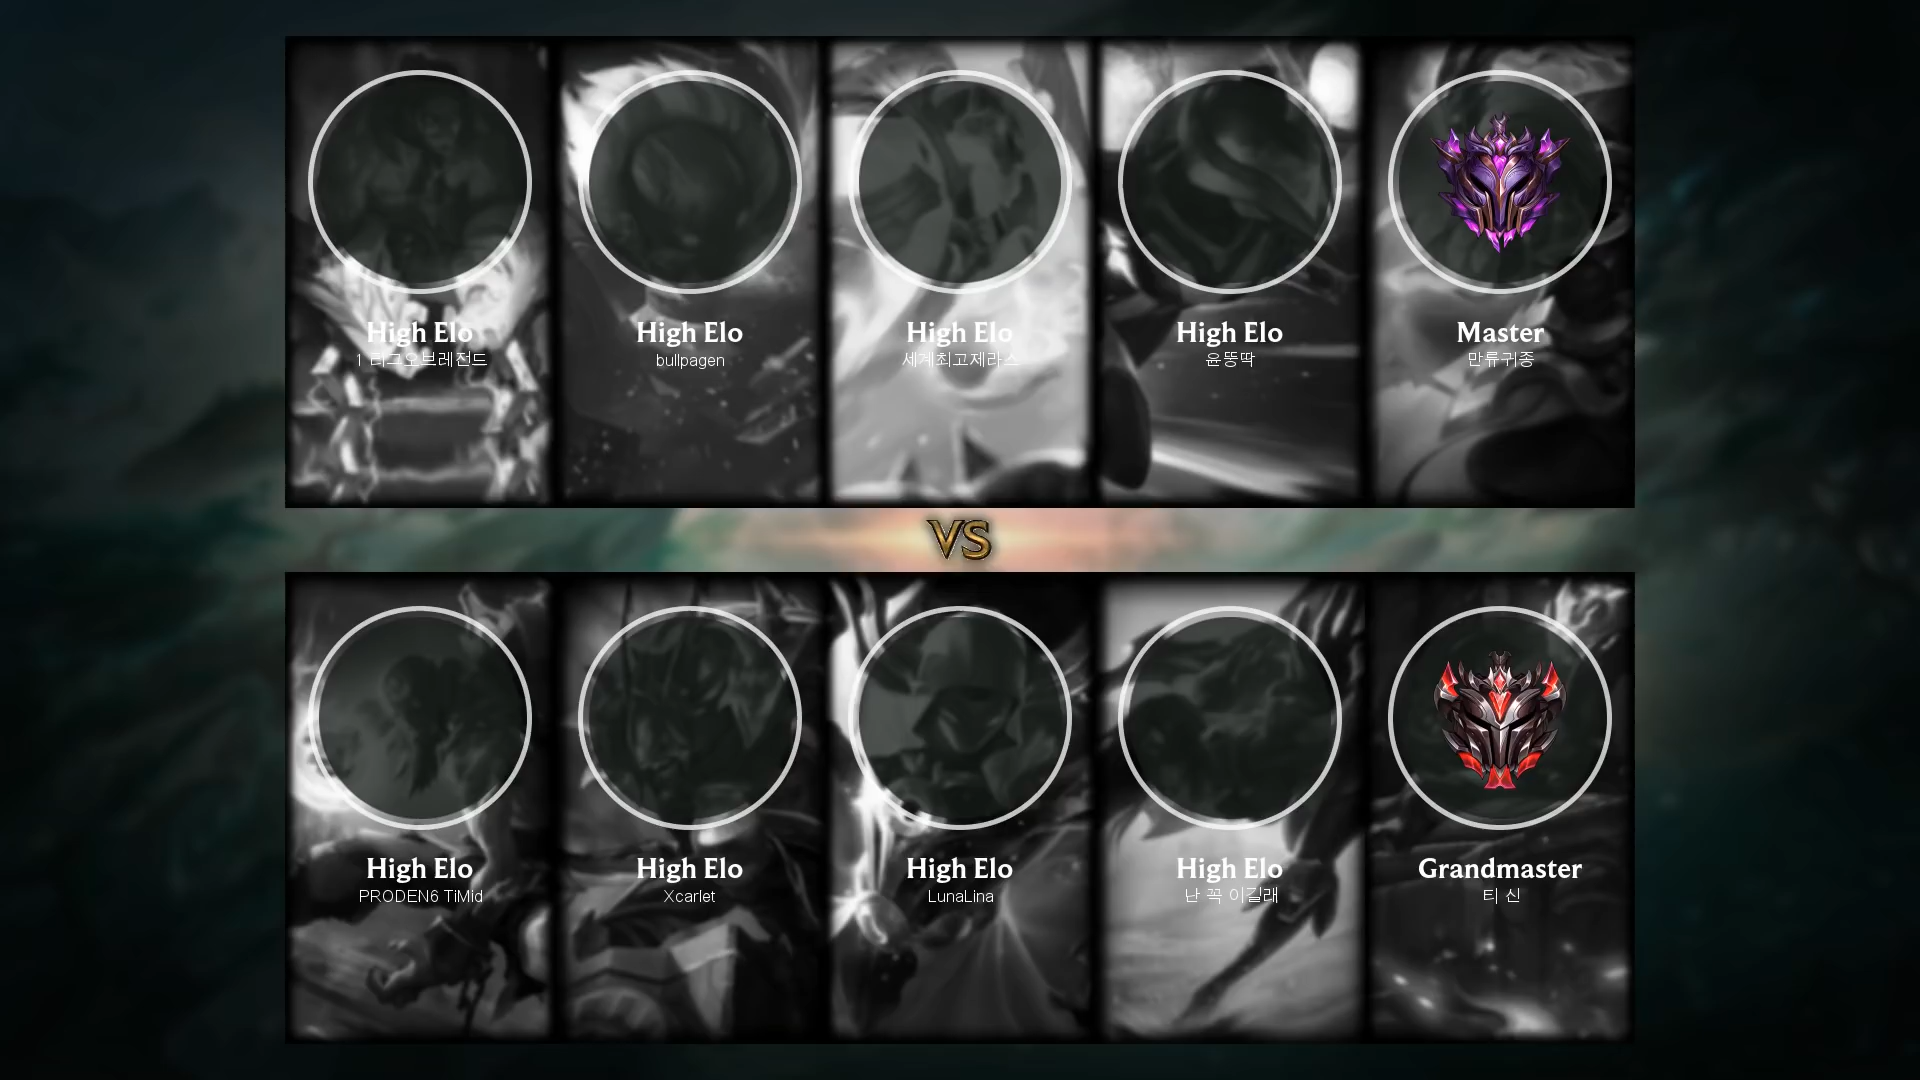 High Elo
1 티그오브레전드
High Elo
bullpagen
High Elo
세계최고제라스
High Elo
윤뚱딱
Master
만류귀종
VS
High Elo
PRODEN6 TiMid
High Elo
Xcarlet
High Elo
LunaLina
High Elo
난 꼭 이길래
Grandmaster
티 신